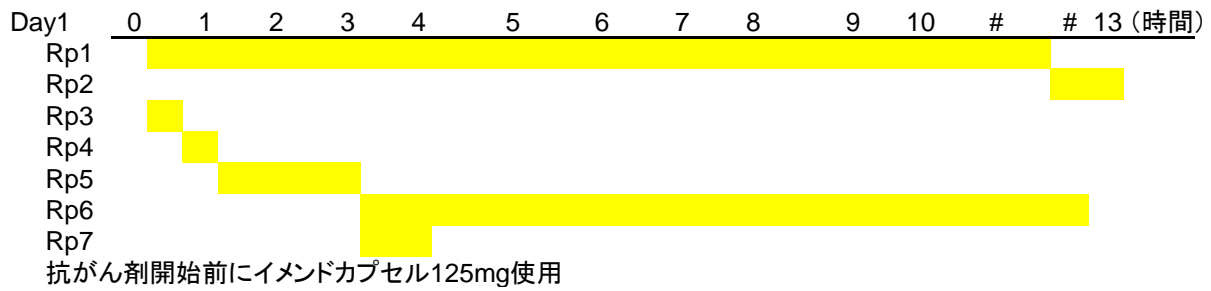 Day1 0 1 2 3 4 5 6 7 8 9 10 # # 13 (時間)
Rp1
Rp2
Rp3
Rp4
Rp5
Rp6
Rp7
抗がん剤開始前にイメンドカプセル125mg使用